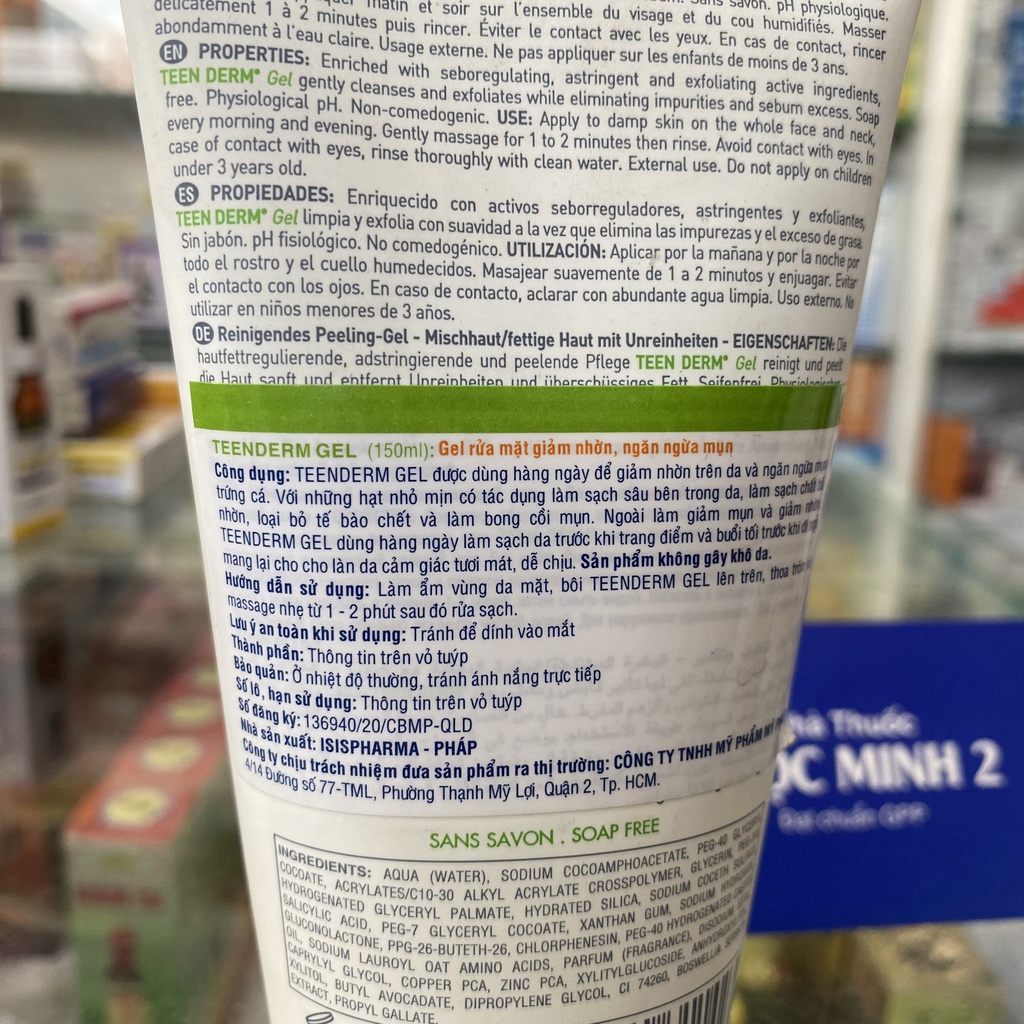 matin et soir sur l'ensemble du visage et du cou humidifiés. Masser
délicatement 1 à 2 minutes puis rincer. Éviter le contact avec les yeux. En cas de contact, rincer
abondamment à l'eau claire. Usage externe. Ne pas appliquer sur les enfants de moins de 3 ans.
EN PROPERTIES: Enriched with seboregulating, astringent and exfoliating active ingredients,
TEEN DERM® Gel gently cleanses and exfoliates while eliminating impurities and sebum excess. Soap
free. Physiological pH. Non-comedogenic. USE: Apply to damp skin on the whole face and neck,
every morning and evening. Gently massage for 1 to 2 minutes then rinse. Avoid contact with eyes. In
case of contact with eyes, rinse thoroughly with clean water. External use. Do not apply on children
under 3 years old.
ES PROPIEDADES: Enriquecido con activos seborreguladores, astringentes y exfoliantes,
TEEN DERM® Gel limpia y exfolia con suavidad a la vez que elimina las impurezas y el exceso de grasa.
Sin jabón. pH fisiológico. No comedogénico. UTILIZACIÓN: Aplicar por la mañana y por la noche por
todo el rostro y el cuello humedecidos. Masajear suavemente de 1 a 2 minutos y enjuagar. Evitar
el contacto con los ojos. En caso de contacto, aclarar con abundante agua limpia. Uso externo. No
utilizar en niños menores de 3 años.
DE Reinigendes Peeling-Gel - Mischhaut/fettige Haut mit Unreinheiten - EIGENSCHAFTEN: Die
hautfettregulierende, adstringierende und peelende Pflege TEEN DERM® Gel reinigt und peelt
die Haut sanft und entfernt Unreinheiten und überschüssiges Fett. Seifenfrei. Physiologischer
TEENDERM GEL (150ml): Gel rửa mặt giảm nhờn, ngăn ngừa mụn
Công dụng: TEENDERM GEL được dùng hàng ngày để giảm nhờn trên da và ngăn ngừa mụn
trứng cá. Với những hạt nhỏ mịn có tác dụng làm sạch sâu bên trong da, làm sạch chất
nhờn, loại bỏ tế bào chết và làm bong cồi mụn. Ngoài làm giảm mụn và giảm nhờn
TEENDERM GEL dùng hàng ngày làm sạch da trước khi trang điểm và buổi tối trước khi đi
mang lại cho cho làn da cảm giác tươi mát, dễ chịu. Sản phẩm không gây khô da.
Hướng dẫn sử dụng: Làm ẩm vùng da mặt, bôi TEENDERM GEL lên trên, thoa tròn
massage nhẹ từ 1 - 2 phút sau đó rửa sạch.
Lưu ý an toàn khi sử dụng: Tránh để dính vào mắt
Thành phần: Thông tin trên vỏ tuýp
Bảo quản: Ở nhiệt độ thường, tránh ánh nắng trực tiếp
Số lô, hạn sử dụng: Thông tin trên vỏ tuýp
Số đăng ký: 136940/20/CBMP-QLD
Nhà sản xuất: ISISPHARMA - PHÁP
Công ty chịu trách nhiệm đưa sản phẩm ra thị trường: CÔNG TY TNHH MỸ PHẨM MỸ
4/14 Đường số 77-TML, Phường Thạnh Mỹ Lợi, Quận 2, Tp. HCM.
SANS SAVON . SOAP FREE
INGREDIENTS: AQUA (WATER), SODIUM COCOAMPHOACETATE, PEG-40 GLYCERYL
COCOATE, ACRYLATES/C10-30 ALKYL ACRYLATE CROSSPOLYMER, GLYCERIN,
HYDROGENATED GLYCERYL PALMATE, HYDRATED SILICA, SODIUM COCETH
SALICYLIC ACID, PEG-7 GLYCERYL COCOATE, XANTHAN GUM, SODIUM
GLUCONOLACTONE, PPG-26-BUTETH-26, CHLORPHENESIN, PEG-40 HYDROGENATED
OIL, SODIUM LAUROYL OAT AMINO ACIDS, PARFUM (FRAGRANCE), DISODIUM
CAPRYLYL GLYCOL, COPPER PCA, ZINC PCA, XYLITYLGLUCOSIDE,
XYLITOL, BUTYL AVOCADATE, DIPROPYLENE GLYCOL, CI 74260, BOSWELLIA
EXTRACT, PROPYL GALLATE.
Thuốc
MINH 2
Đạt chuẩn GPP